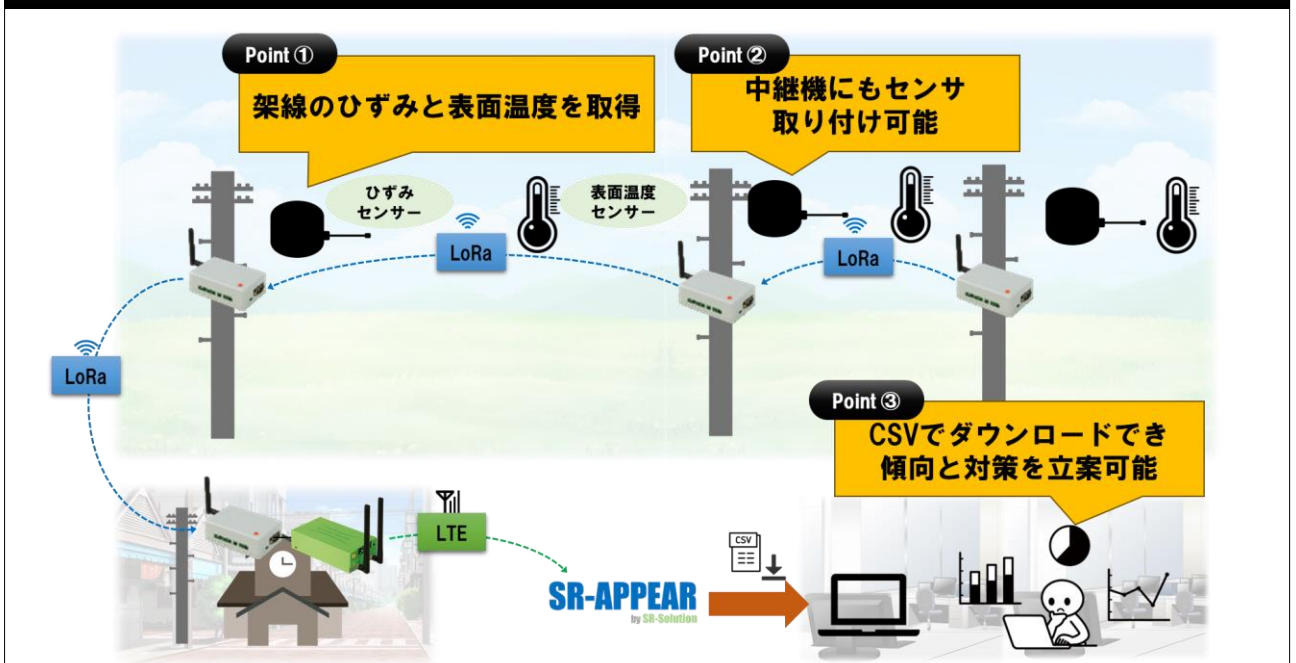 Point ①
架線のひずみと表面温度を取得
Point ②
中継機にもセンサ
取り付け可能
ひずみ
センサー
表面温度
センサー
LoRa
LoRa
LoRa
Point ③
CSVでダウンロードでき
傾向と対策を立案可能
LTE
CSV
SR-APPEAR
by SR-Solution